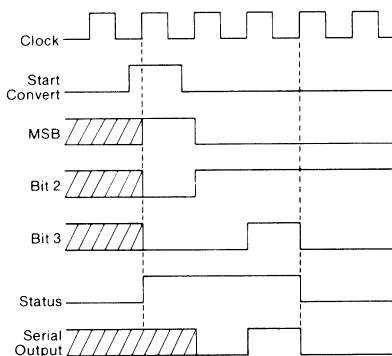 Clock
Start
Convert
MSB
Bit 2
Bit 3
Status
Serial
Output